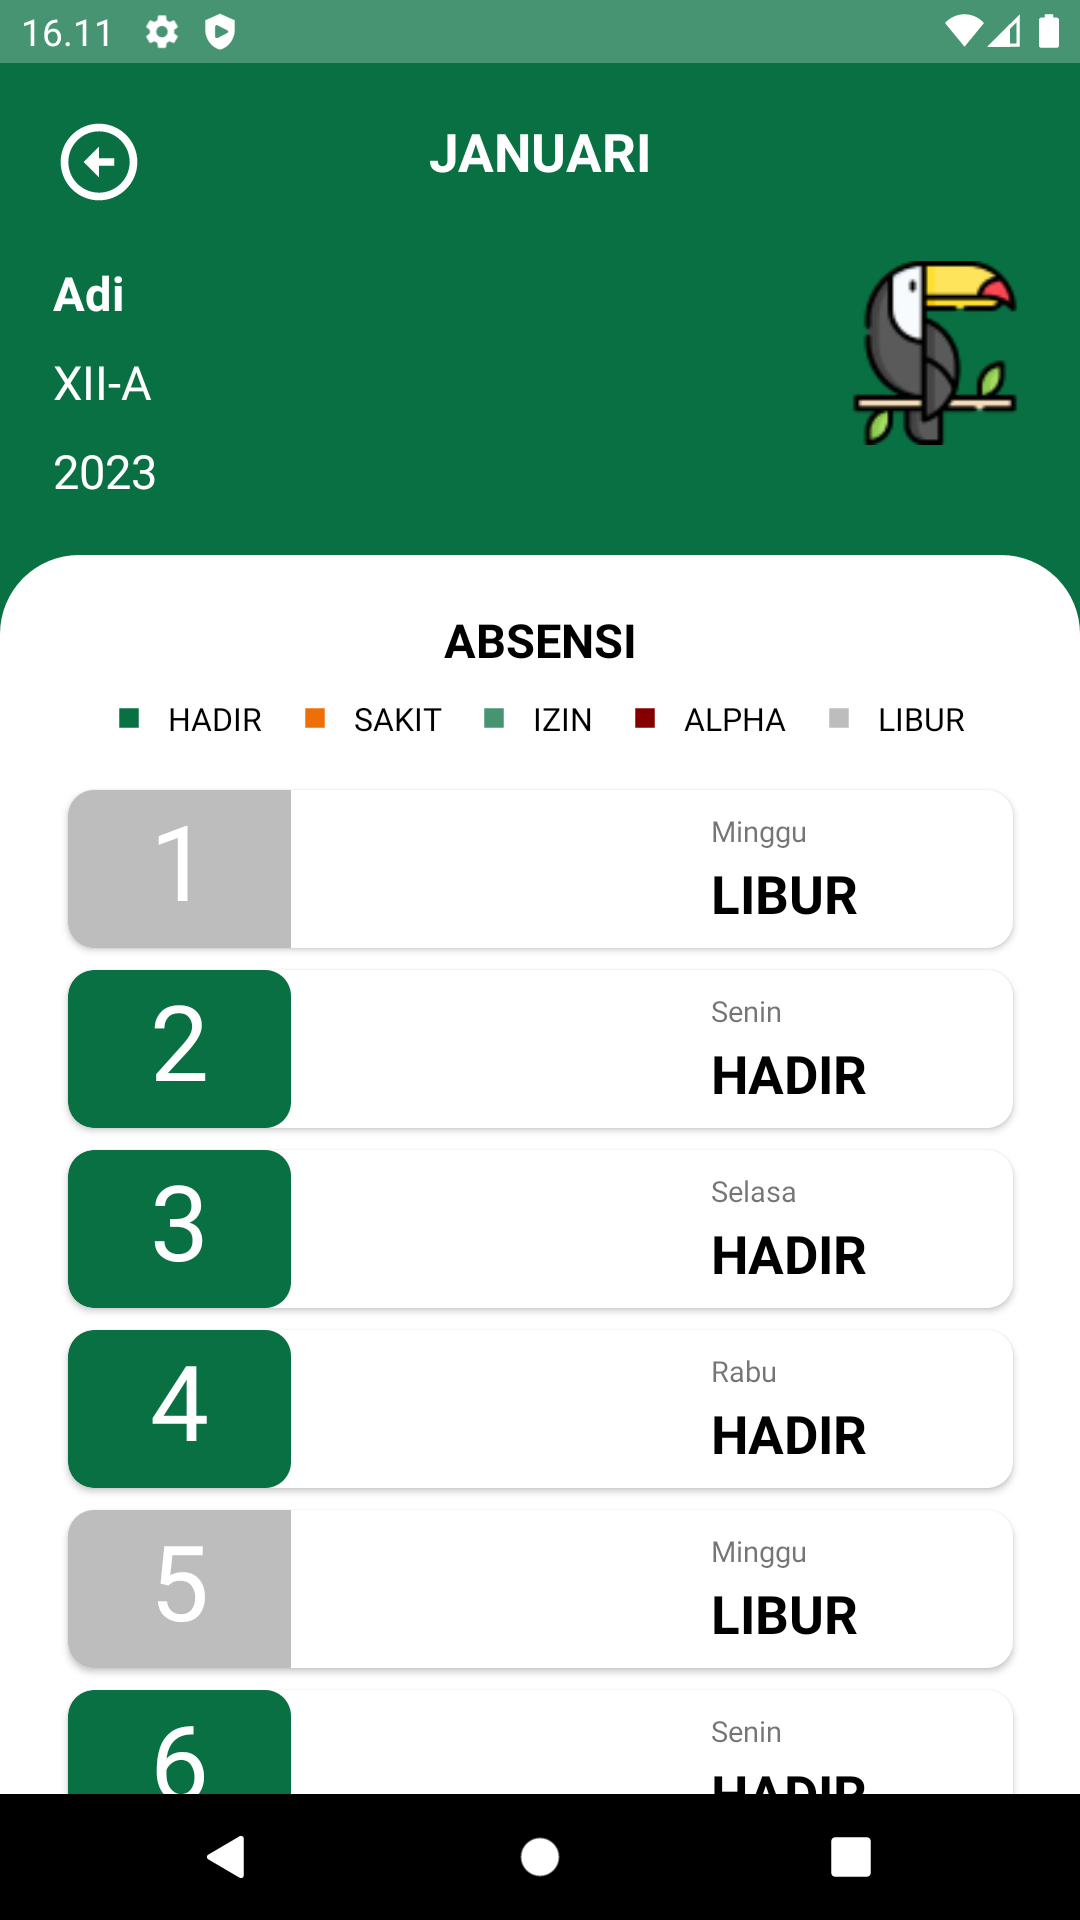 16.11
JANUARI
Adi
XII-A
2023
ABSENSI
HADIR SAKIT IZIN ALPHA LIBUR
1
Minggu
LIBUR
2
Senin
HADIR
3
Selasa
HADIR
4
Rabu
HADIR
5
Minggu
LIBUR
6
Senin
HADIR